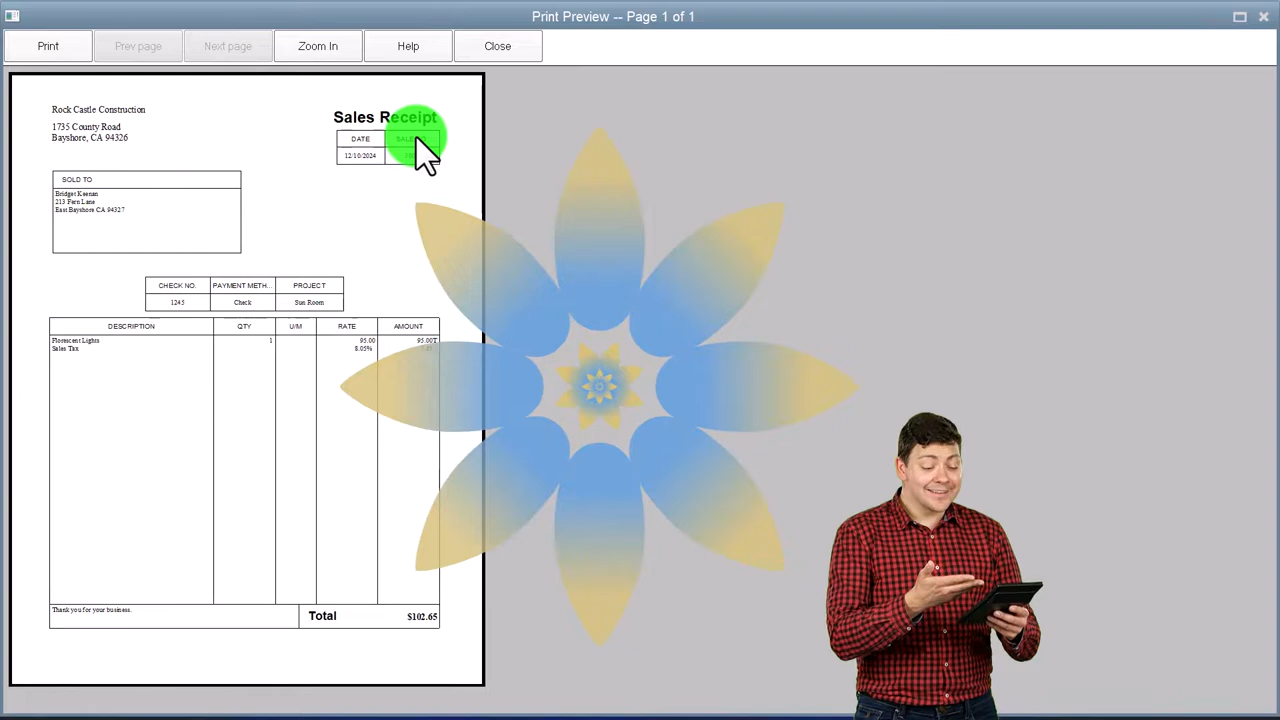 Print Preview -- Page 1 of 1
Print
Prev page
Next page
Zoom In
Help
Close
Rock Castle Construction
1735 County Road
Bayshore, CA 94326
Sales Receipt
DATE
12/10/2024
SOLD TO
Bridget Keenan
213 Fern Lane
East Bayshore CA 94327
CHECK NO. PAYMENT METH... PROJECT
1245 Check Sun Room
DESCRIPTION QTY U/M RATE AMOUNT
Florescent Lights 1 95.00 95.00T
Sales Tax 8.05%
Thank you for your business.
Total $102.65